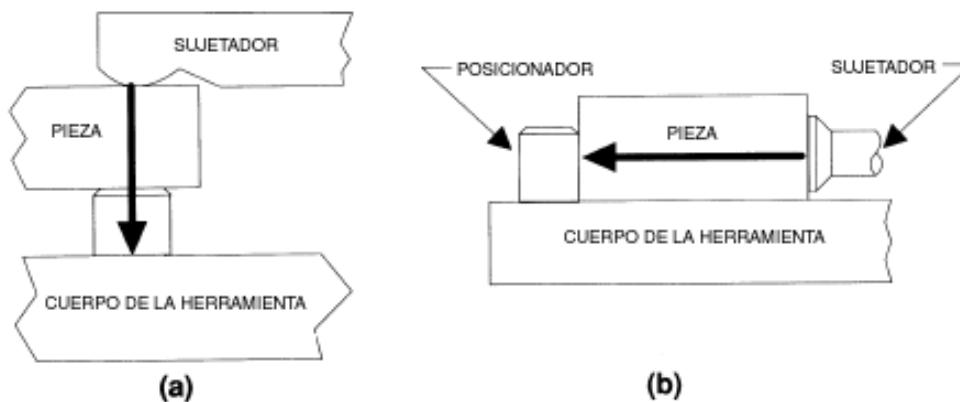 SUJETADOR
PIEZA
CUERPO DE LA HERRAMIENTA
(a)
POSICIONADOR
SUJETADOR
PIEZA
CUERPO DE LA HERRAMIENTA
(b)